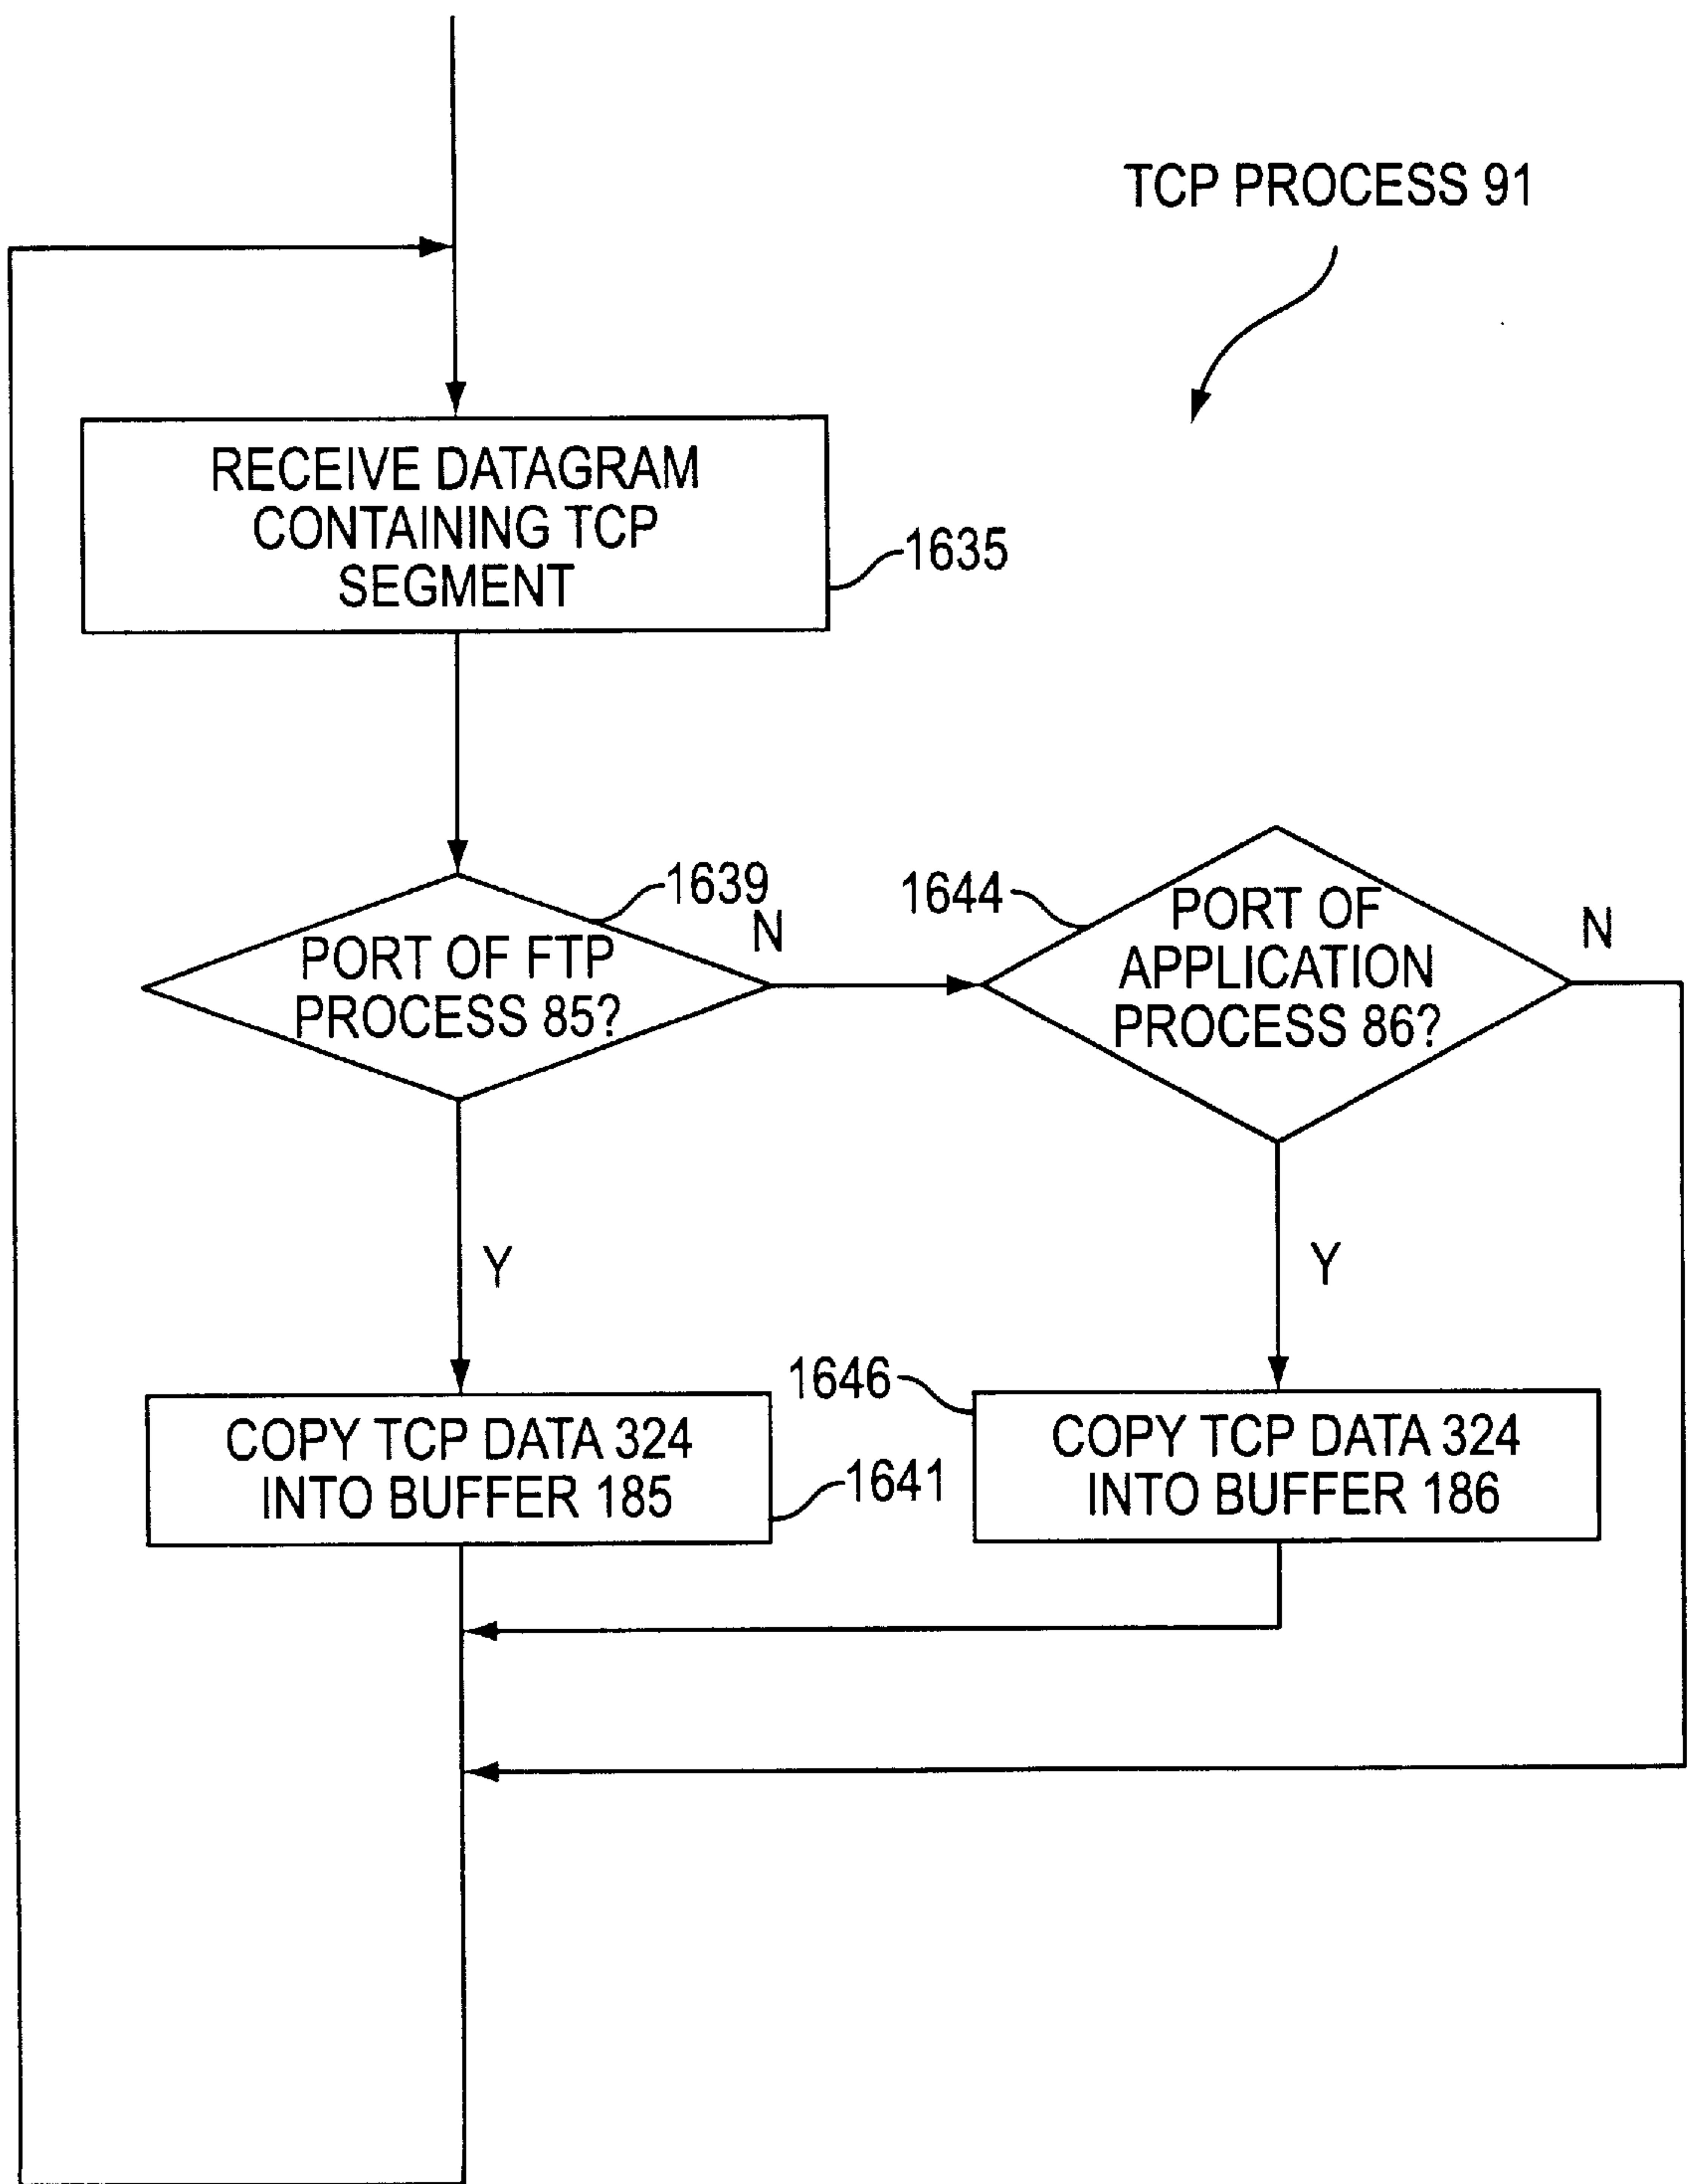 TCP PROCESS 91
RECEIVE DATAGRAM
CONTAINING TCP
SEGMENT
1635
1639
N
PORT OF FTP
PROCESS 85?
1644
PORT OF
APPLICATION
PROCESS 86?
N
Y
Y
COPY TCP DATA 324
INTO BUFFER 185
1641
1646
COPY TCP DATA 324
INTO BUFFER 186